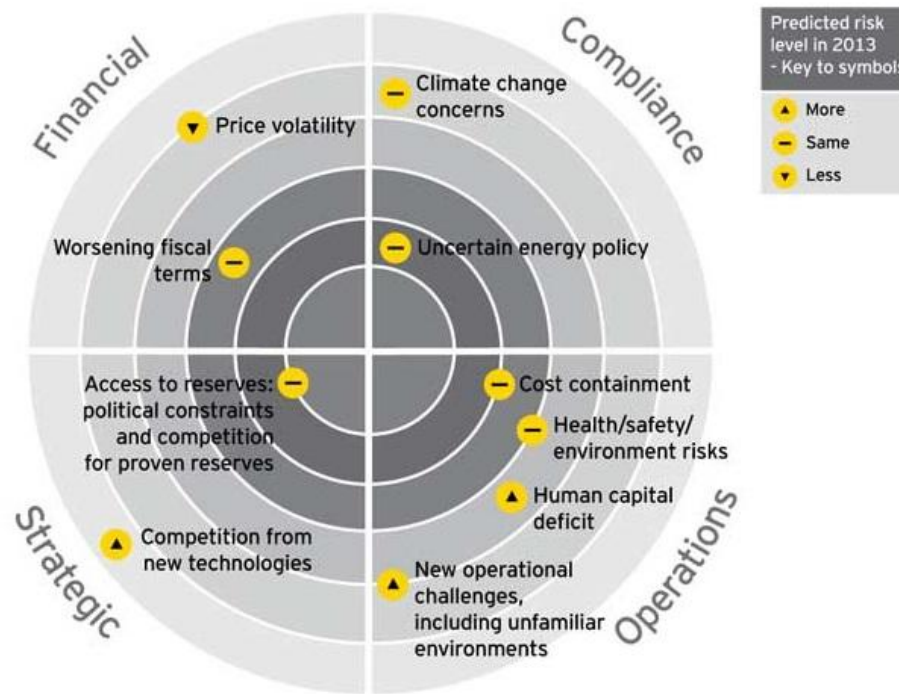 Financial
Compliance
Predicted risk
level in 2013
- Key to symbols
More
Same
Less
Climate change
concerns
Price volatility
Worsening fiscal
terms
Uncertain energy policy
Access to reserves:
political constraints
and competition
for proven reserves
Cost containment
Health/safety/
environment risks
Human capital
deficit
Competition from
new technologies
New operational
challenges,
including unfamiliar
environments
Strategic
Operations